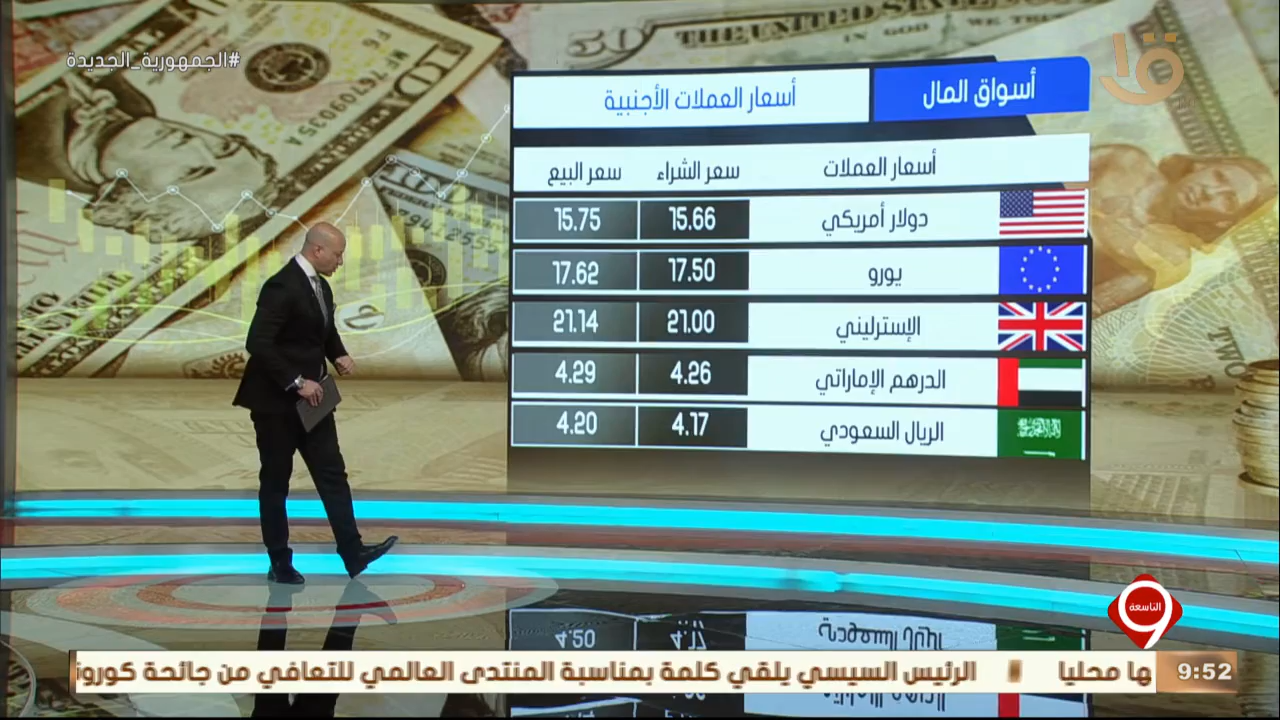 #الجمهورية_الجديدة
أسواق المال
أسعار العملات الأجنبية
أسعار العملات سعر الشراء سعر البيع
دولار أمريكي 15.66 15.75
يورو 17.50 17.62
الإسترليني 21.00 21.14
الدرهم الإماراتي 4.26 4.29
الريال السعودي 4.17 4.20
التاسعة
9
9:52 ها محليا
الرئيس السيسي يلقي كلمة بمناسبة المنتدى العالمي للتعافي من جائحة كورونا